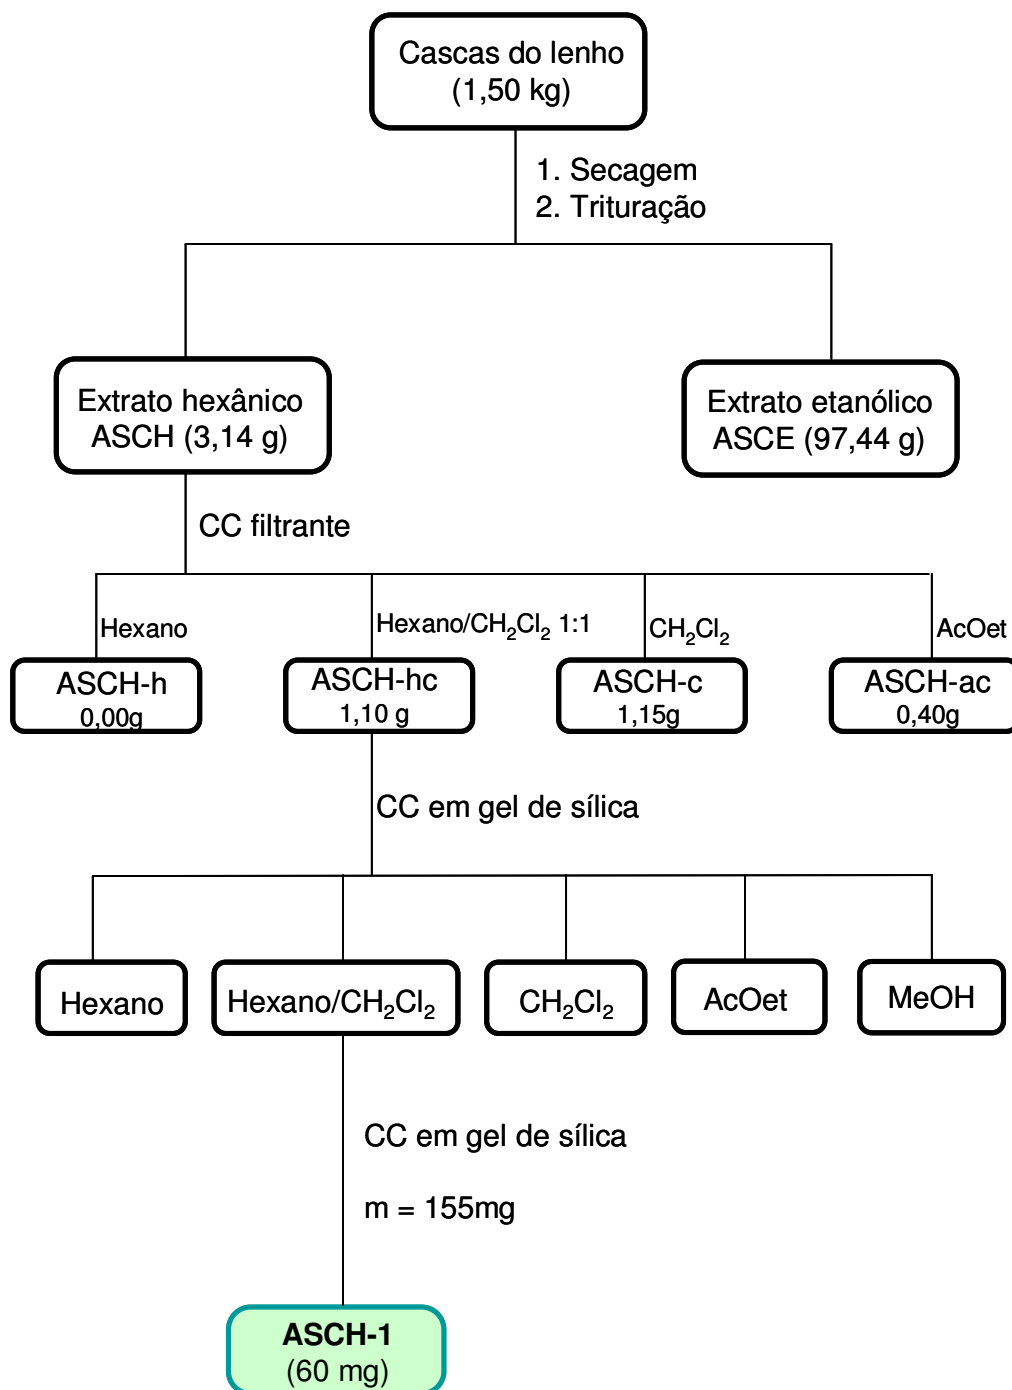 Cascas do lenho
(1,50 kg)
1. Secagem
2. Trituração
Extrato hexânico
ASCH (3,14 g)
Extrato etanólico
ASCE (97,44 g)
CC filtrante
Hexano
Hexano/CH₂Cl₂ 1:1
CH₂Cl₂
AcOet
ASCH-h
0,00g
ASCH-hc
1,10 g
ASCH-c
1,15g
ASCH-ac
0,40g
CC em gel de sílica
Hexano
Hexano/CH₂Cl₂
CH₂Cl₂
AcOet
MeOH
CC em gel de sílica
m = 155mg
ASCH-1
(60 mg)